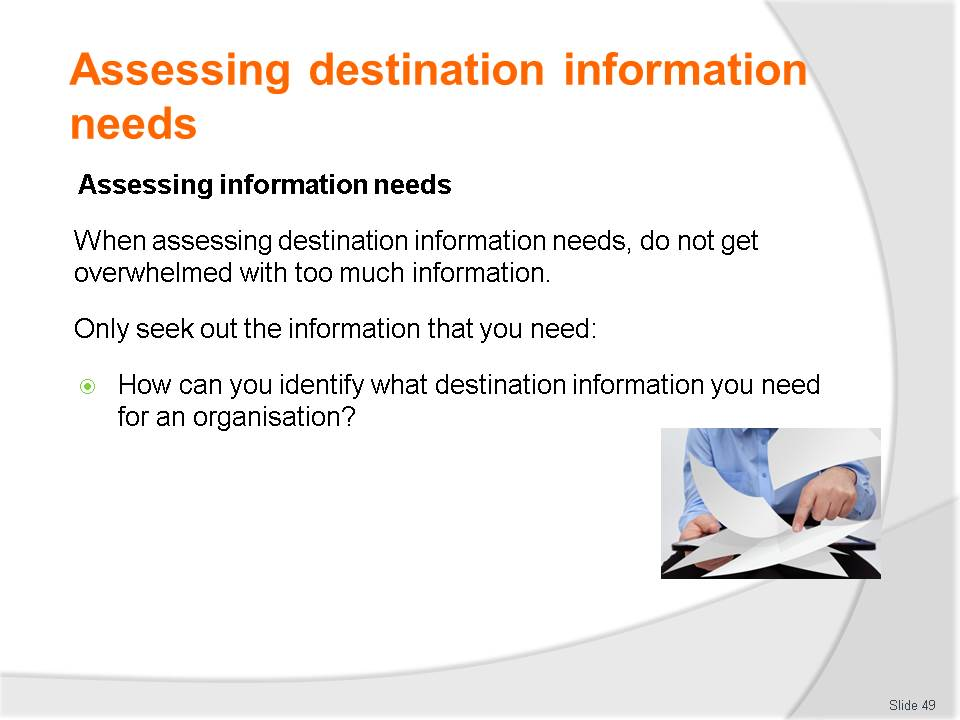 Assessing destination information
needs
Assessing information needs
When assessing destination information needs, do not get
overwhelmed with too much information.
Only seek out the information that you need:
How can you identify what destination information you need
for an organisation?
Slide 49